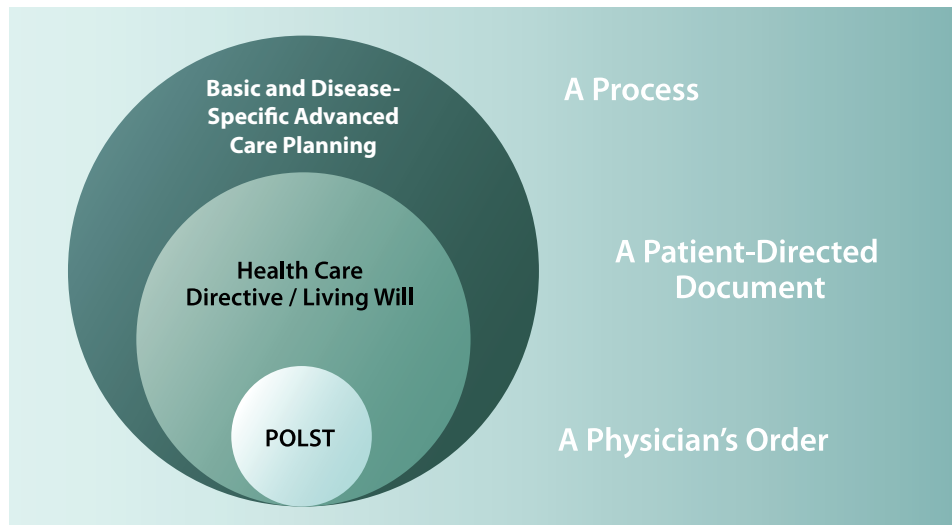 Basic and Disease-
Specific Advanced
Care Planning
A Process
Health Care
Directive / Living Will
A Patient-Directed
Document
POLST
A Physician’s Order